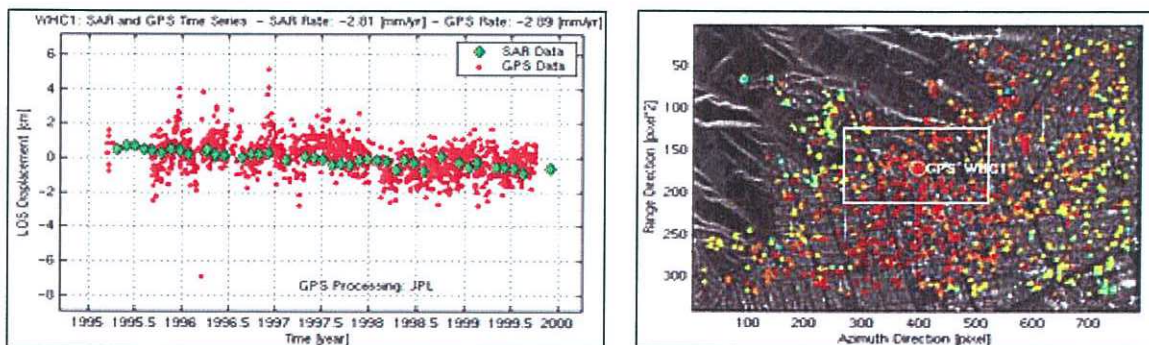 WHC1: SAR and GPS Time Series - SAR Rate: -2.81 [mm/yr] - GPS Rate: -2.89 [mm/yr]
SAR Data
GPS Data
6
4
2
0
-2
-4
-6
-8
LOS Displacement [cm]
GPS Processing: JPL
1995 1995.5 1996 1996.5 1997 1997.5 1998 1998.5 1999 1999.5 2000
Time [year]
50
100
150
200
250
300
Range Direction [pixel*2]
GPS WHC1
100 200 300 400 500 600 700
Azimuth Direction [pixel]